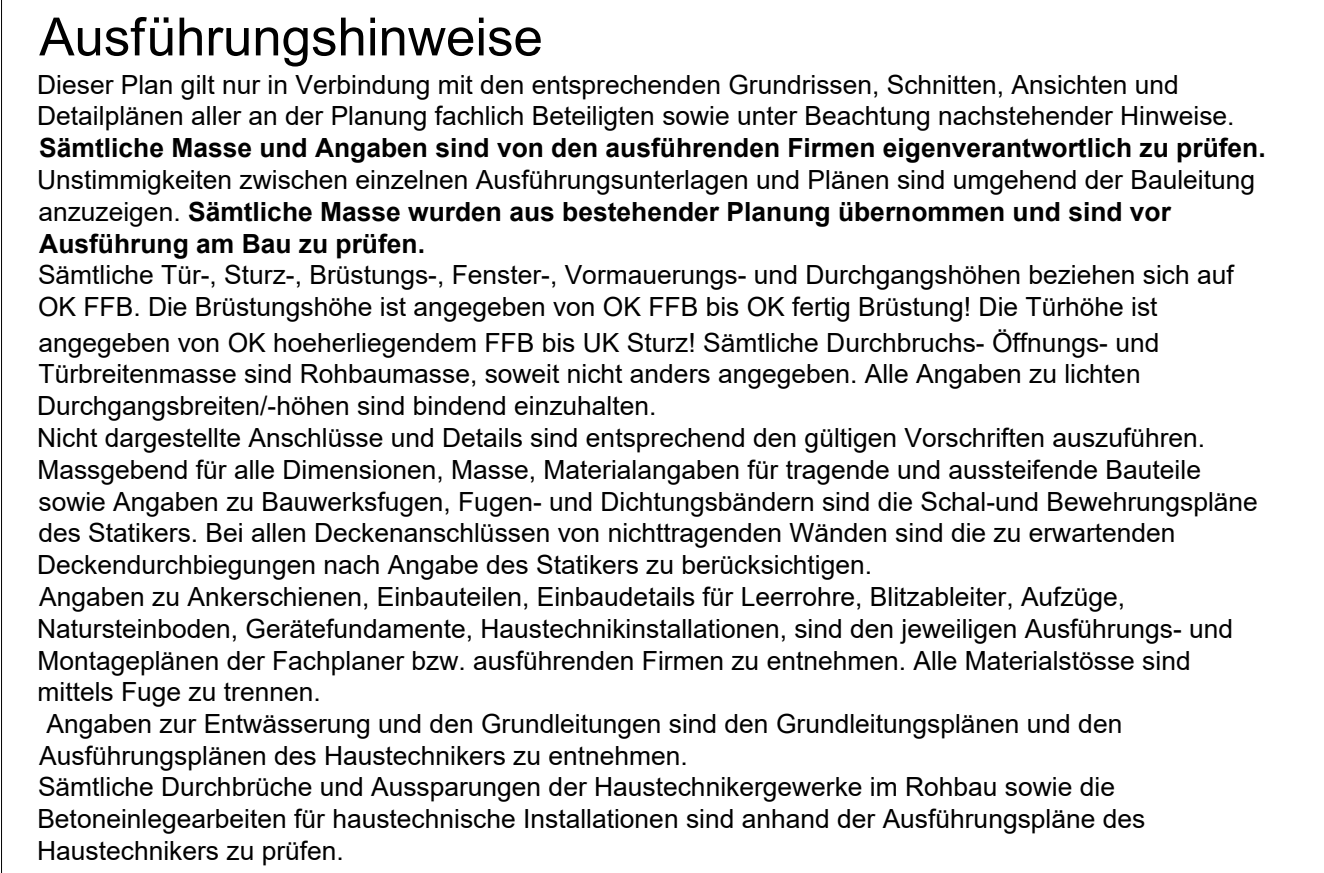 Ausführungshinweise
Dieser Plan gilt nur in Verbindung mit den entsprechenden Grundrissen, Schnitten, Ansichten und
Detailplänen aller an der Planung fachlich Beteiligten sowie unter Beachtung nachstehender Hinweise.
Sämtliche Masse und Angaben sind von den ausführenden Firmen eigenverantwortlich zu prüfen.
Unstimmigkeiten zwischen einzelnen Ausführungsunterlagen und Plänen sind umgehend der Bauleitung
anzuzeigen. Sämtliche Masse wurden aus bestehender Planung übernommen und sind vor
Ausführung am Bau zu prüfen.
Sämtliche Tür-, Sturz-, Brüstungs-, Fenster-, Vormauerungs- und Durchgangshöhen beziehen sich auf
OK FFB. Die Brüstungshöhe ist angegeben von OK FFB bis OK fertig Brüstung! Die Türhöhe ist
angegeben von OK hoeherliegendem FFB bis UK Sturz! Sämtliche Durchbruchs- Öffnungs- und
Türbreitenmasse sind Rohbaumasse, soweit nicht anders angegeben. Alle Angaben zu lichten
Durchgangsbreiten/-höhen sind bindend einzuhalten.
Nicht dargestellte Anschlüsse und Details sind entsprechend den gültigen Vorschriften auszuführen.
Massgebend für alle Dimensionen, Masse, Materialangaben für tragende und aussteifende Bauteile
sowie Angaben zu Bauwerksfugen, Fugen- und Dichtungsbändern sind die Schal-und Bewehrungspläne
des Statikers. Bei allen Deckenanschlüssen von nichttragenden Wänden sind die zu erwartenden
Deckendurchbiegungen nach Angabe des Statikers zu berücksichtigen.
Angaben zu Ankerschienen, Einbauteilen, Einbaudetails für Leerrohre, Blitzableiter, Aufzüge,
Natursteinboden, Gerätefundamente, Haustechnikinstallationen, sind den jeweiligen Ausführungs- und
Montageplänen der Fachplaner bzw. ausführenden Firmen zu entnehmen. Alle Materialstösse sind
mittels Fuge zu trennen.
Angaben zur Entwässerung und den Grundleitungen sind den Grundleitungsplänen und den
Ausführungsplänen des Haustechnikers zu entnehmen.
Sämtliche Durchbrüche und Aussparungen der Haustechnikergewerke im Rohbau sowie die
Betoneinlegearbeiten für haustechnische Installationen sind anhand der Ausführungspläne des
Haustechnikers zu prüfen.